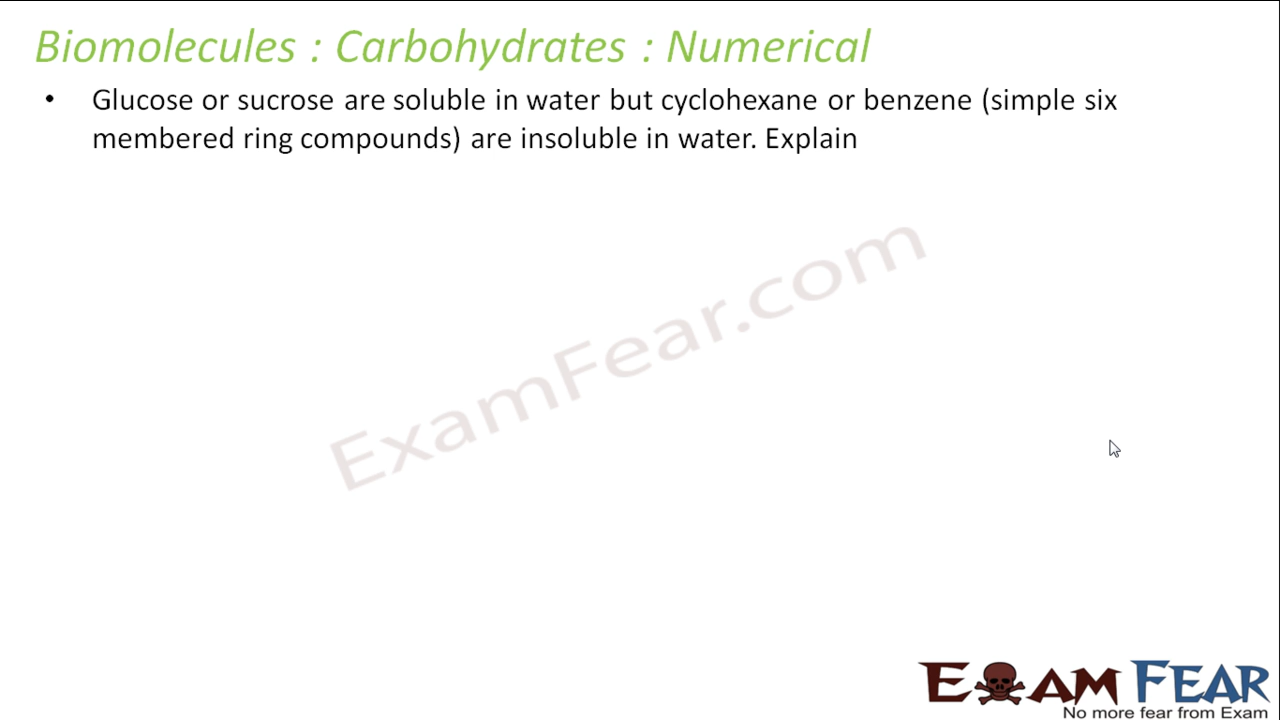 Biomolecules : Carbohydrates : Numerical
• Glucose or sucrose are soluble in water but cyclohexane or benzene (simple six
membered ring compounds) are insoluble in water. Explain
ExamFear.com
EXAM FEAR
No more fear from Exam